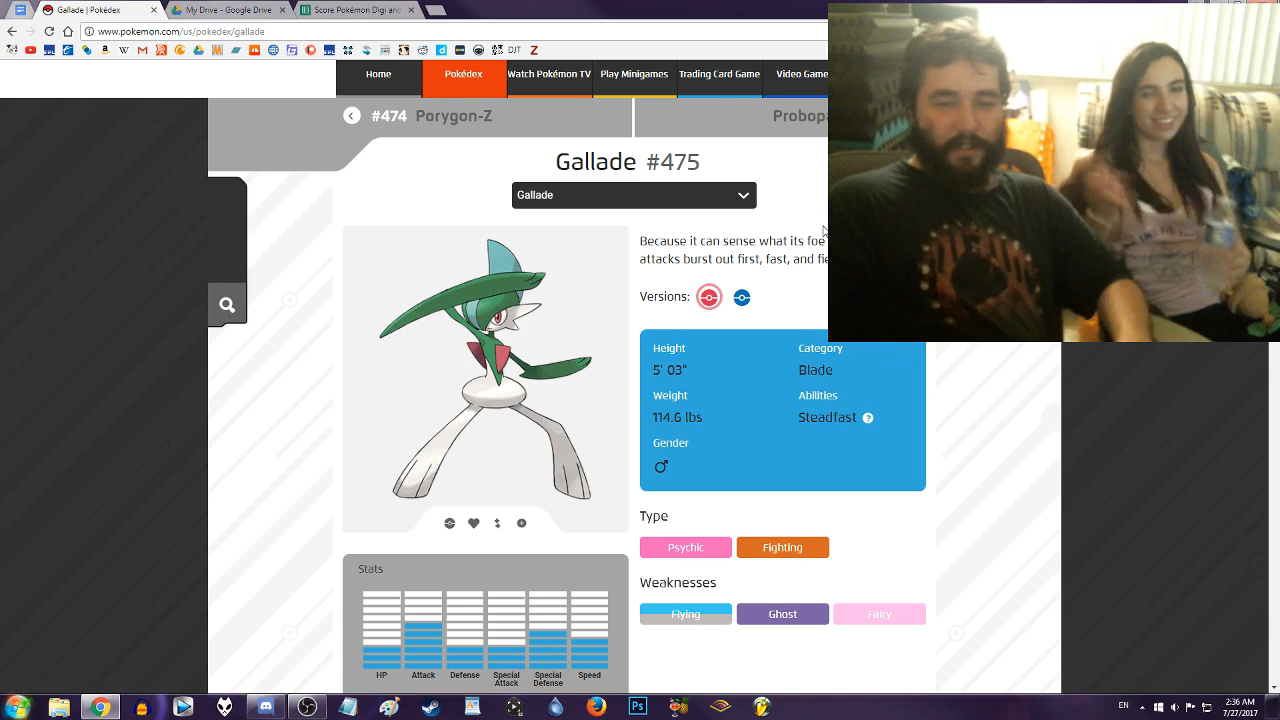 Gallade | Pokédex
My Drive - Google Drive
Score Pokémon Digi and
www.pokemon.com/us/pokedex/gallade
DJT
Home
Pokédex
Watch Pokémon TV
Play Minigames
Trading Card Game
Video Game
#474 Porygon-Z
Probopa
Gallade #475
Gallade
Because it can sense what its foe
attacks burst out first, fast, and fie
Versions:
Height
Category
5' 03"
Blade
Weight
Abilities
114.6 lbs
Steadfast ?
Gender
Type
Psychic
Fighting
Weaknesses
Flying
Ghost
Fairy
Stats
HP
Attack
Defense
Special Attack
Special Defense
Speed
EN
2:36 AM
7/27/2017